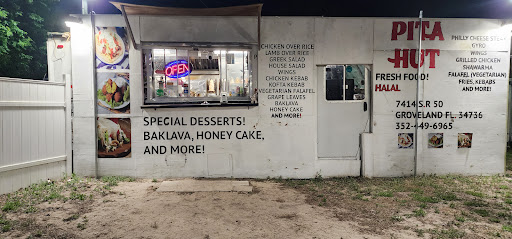 OPEN
CHICKEN OVER RICE
LAMB OVER RICE
GREEK SALAD
HOUSE SALAD
WINGS
CHICKEN KEBAB
KOFTA KEBAB
VEGETARIAN FALAFEL
GRAPE LEAVES
BAKLAVA
HONEY CAKE
AND MORE!
SPECIAL DESSERTS!
BAKLAVA, HONEY CAKE,
AND MORE!
PITA
HUT
FRESH FOOD!
HALAL
PHILLY CHEESE STEAK
GYRO
WINGS
GRILLED CHICKEN
SHAWARMA
FALAFEL (VEGETARIAN)
FRIES, KEBABS
AND MORE!
7414 S.R 50
GROVELAND FL. 34736
352-449-6965